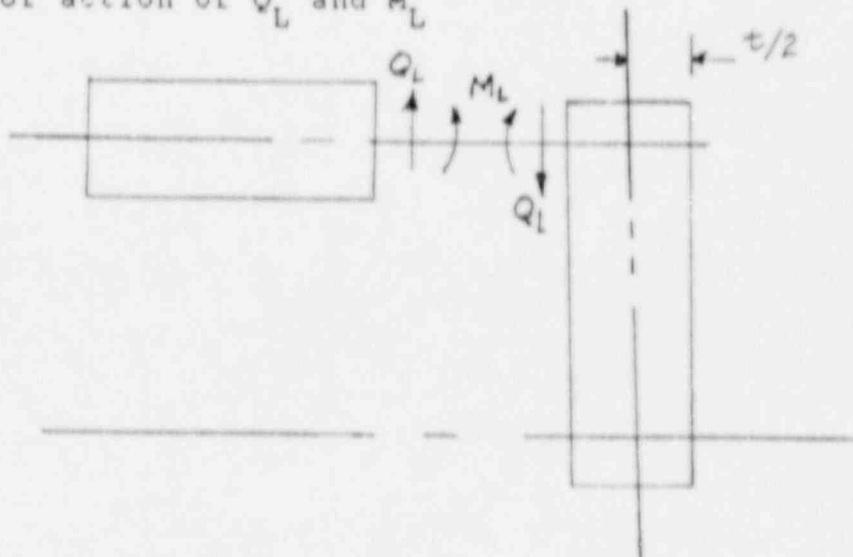 of action of Q_L and M_L
t/2
Q_L
M_L
Q_L